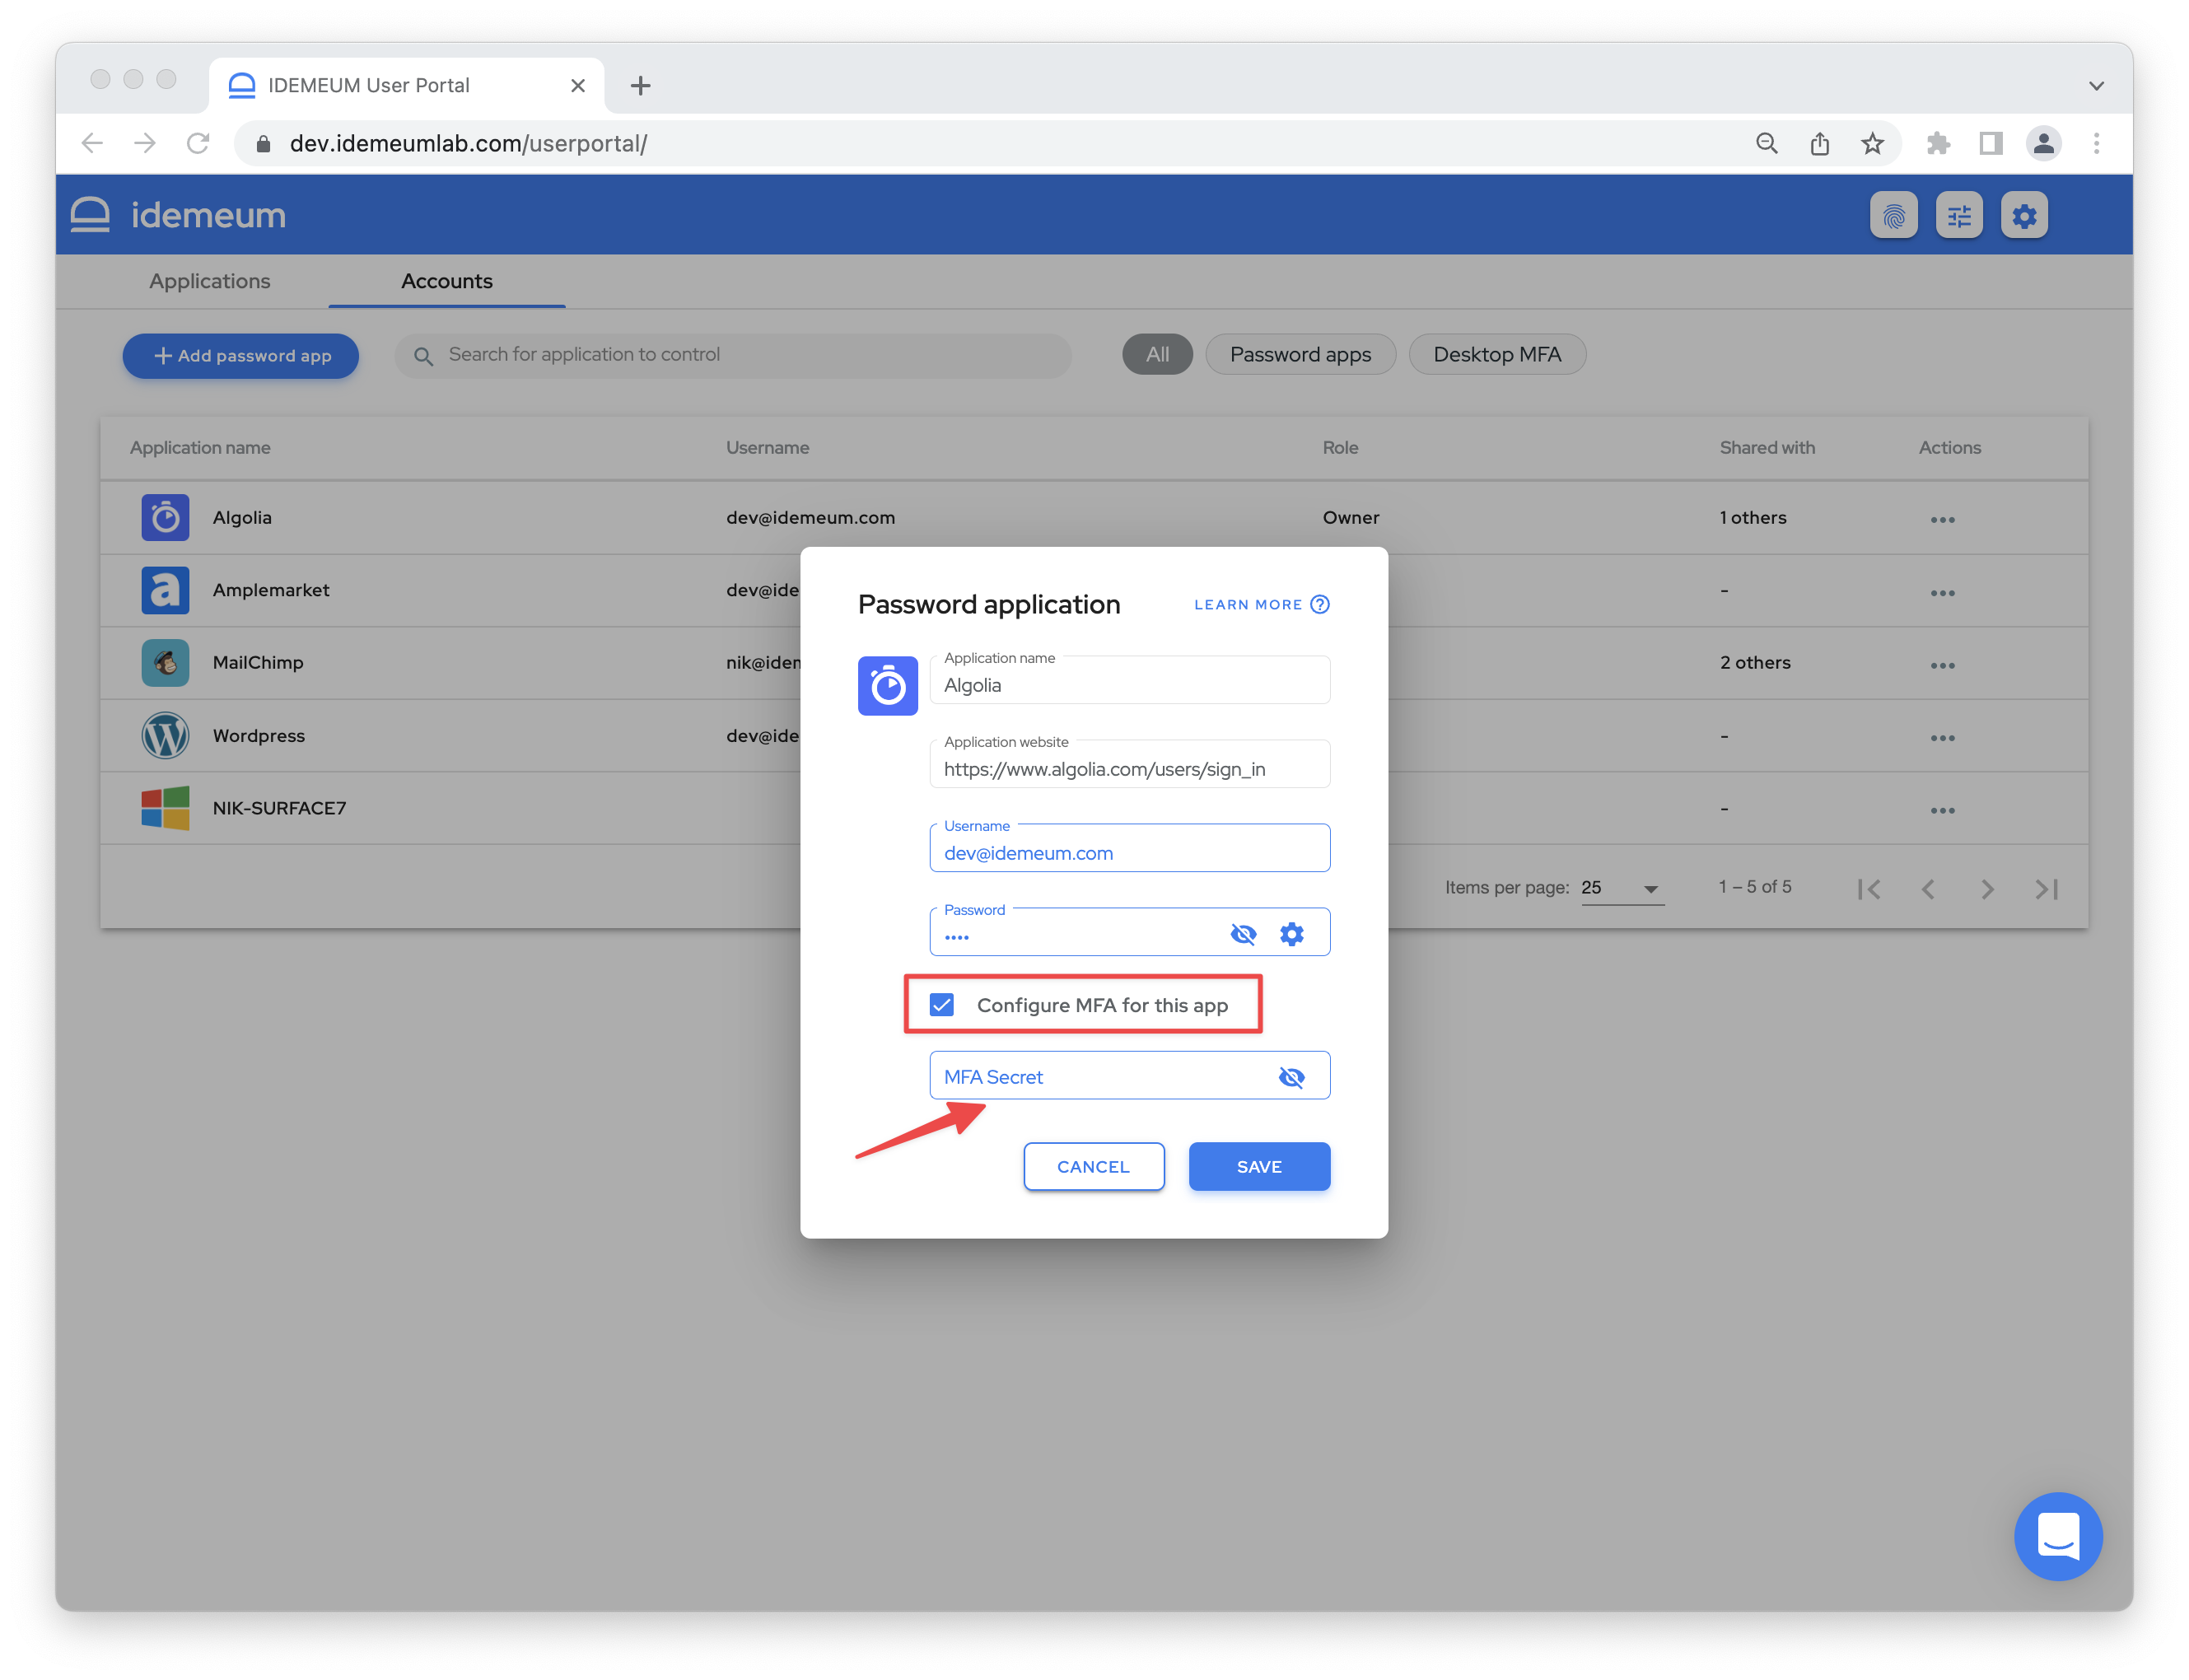 IDEMEUM User Portal
dev.idemeumlab.com/userportal/
idemeum
Applications Accounts
+ Add password app Search for application to control All Password apps Desktop MFA
Application name Username Role Shared with Actions
Algolia dev@idemeum.com Owner 1 others
Amplemarket dev@ide -
MailChimp nik@idem 2 others
Wordpress dev@ide -
NIK-SURFACE7 -
Items per page: 25 1 – 5 of 5
Password application LEARN MORE
Application name
Algolia
Application website
https://www.algolia.com/users/sign_in
Username
dev@idemeum.com
Password
••••
Configure MFA for this app
MFA Secret
CANCEL SAVE